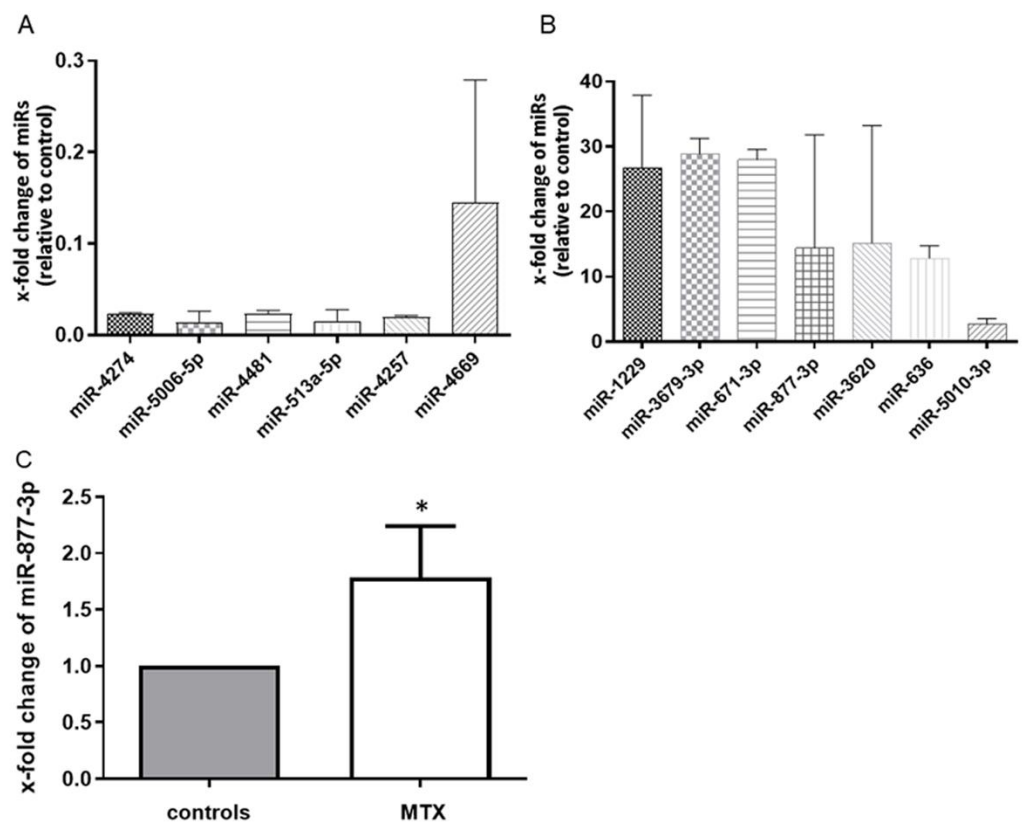 A
x-fold change of miRs
(relative to control)
0.3
0.2
0.1
0.0
miR-4274
miR-5006-5p
miR-4481
miR-513a-5p
miR-4257
miR-4669
B
x-fold change of miRs
(relative to control)
40
30
20
10
0
miR-1229
miR-3679-3p
miR-671-3p
miR-877-3p
miR-3620
miR-636
miR-5010-3p
C
x-fold change of miR-877-3p
2.5
2.0
1.5
1.0
0.5
0.0
*
controls
MTX